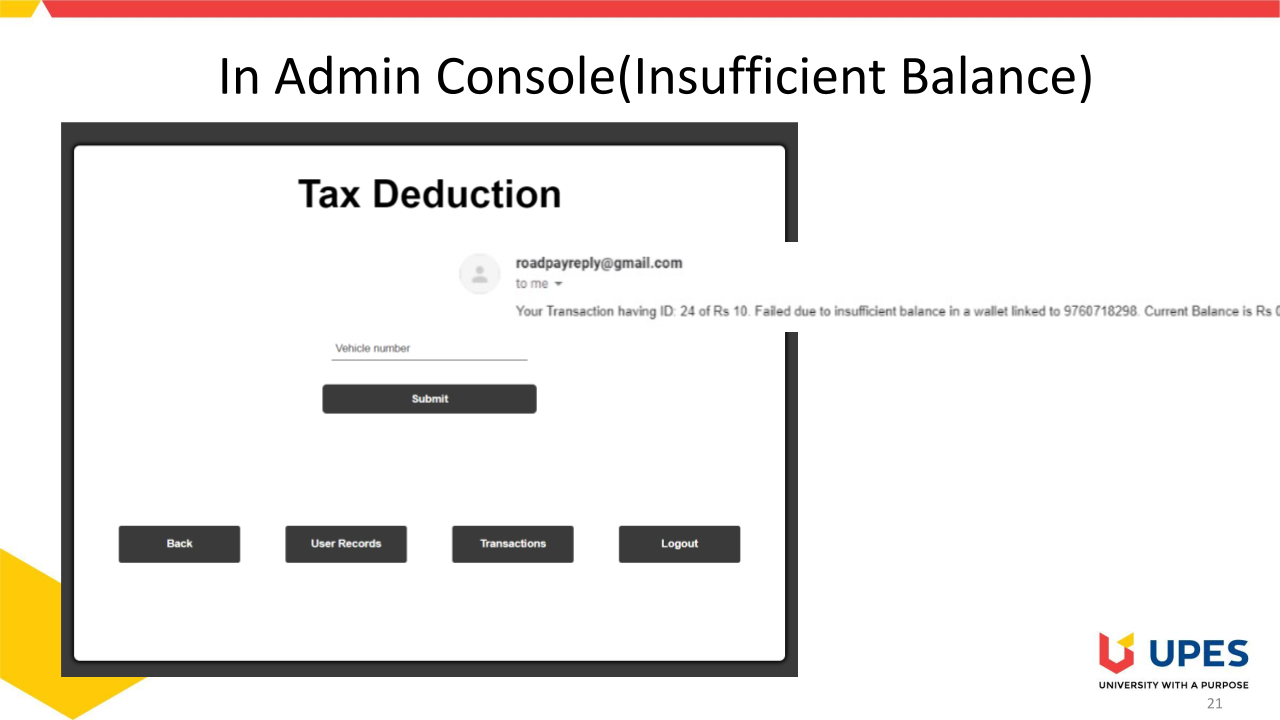 In Admin Console(Insufficient Balance)
Tax Deduction
roadpayreply@gmail.com
to me
Your Transaction having ID: 24 of Rs 10. Failed due to insufficient balance in a wallet linked to 9760718298. Current Balance is Rs
Vehicle number
Submit
Back
User Records
Transactions
Logout
UPES
UNIVERSITY WITH A PURPOSE
21